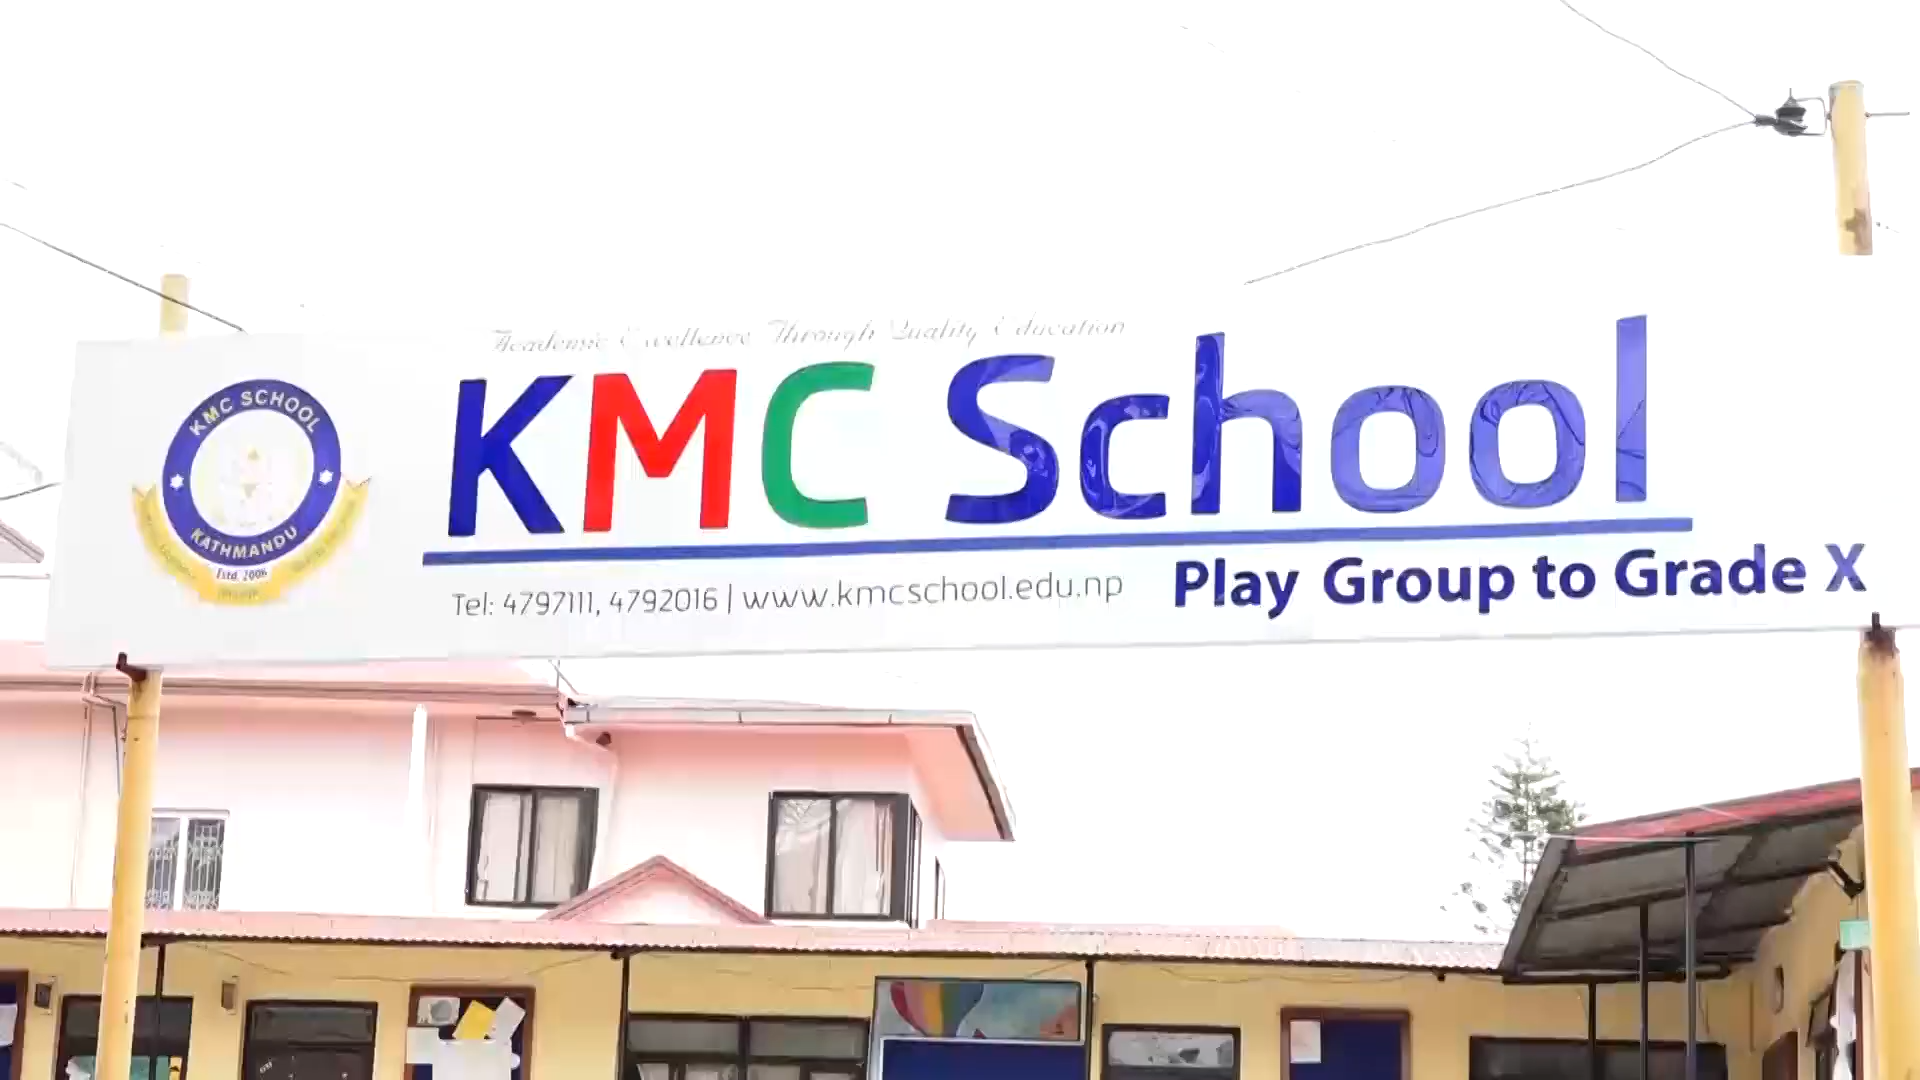 Academic Excellence Through Quality Education
KMC School
KMC SCHOOL
KATHMANDU
Estd. 2006
Tel: 4797111, 4792016 | www.kmcschool.edu.np
Play Group to Grade X